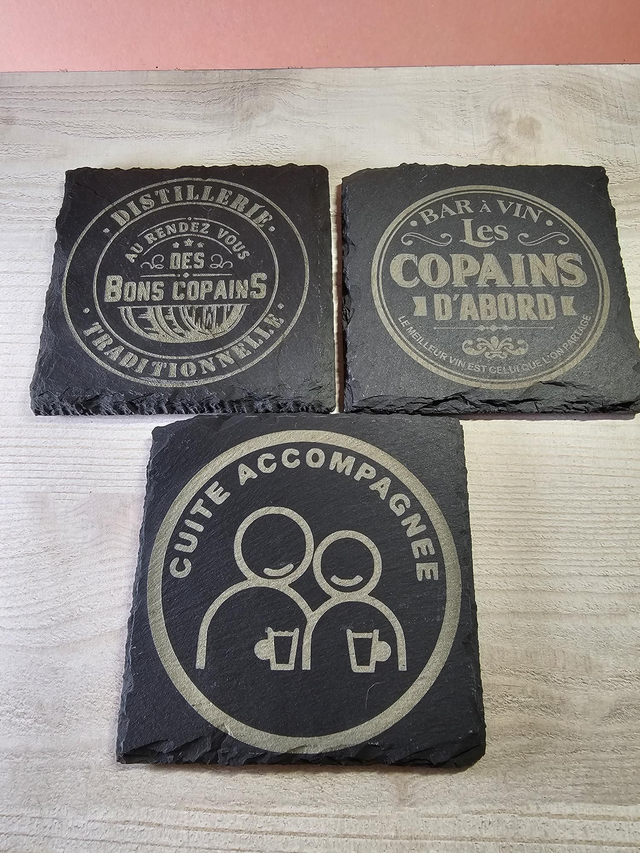 DISTILLERIE
AU RENDEZ VOUS
DES
BONS COPAINS
TRADITIONNELLE
BAR À VIN
Les
COPAINS
D'ABORD
LE MEILLEUR VIN EST CELUI QUE L'ON PARTAGE
CUITE ACCOMPAGNEE